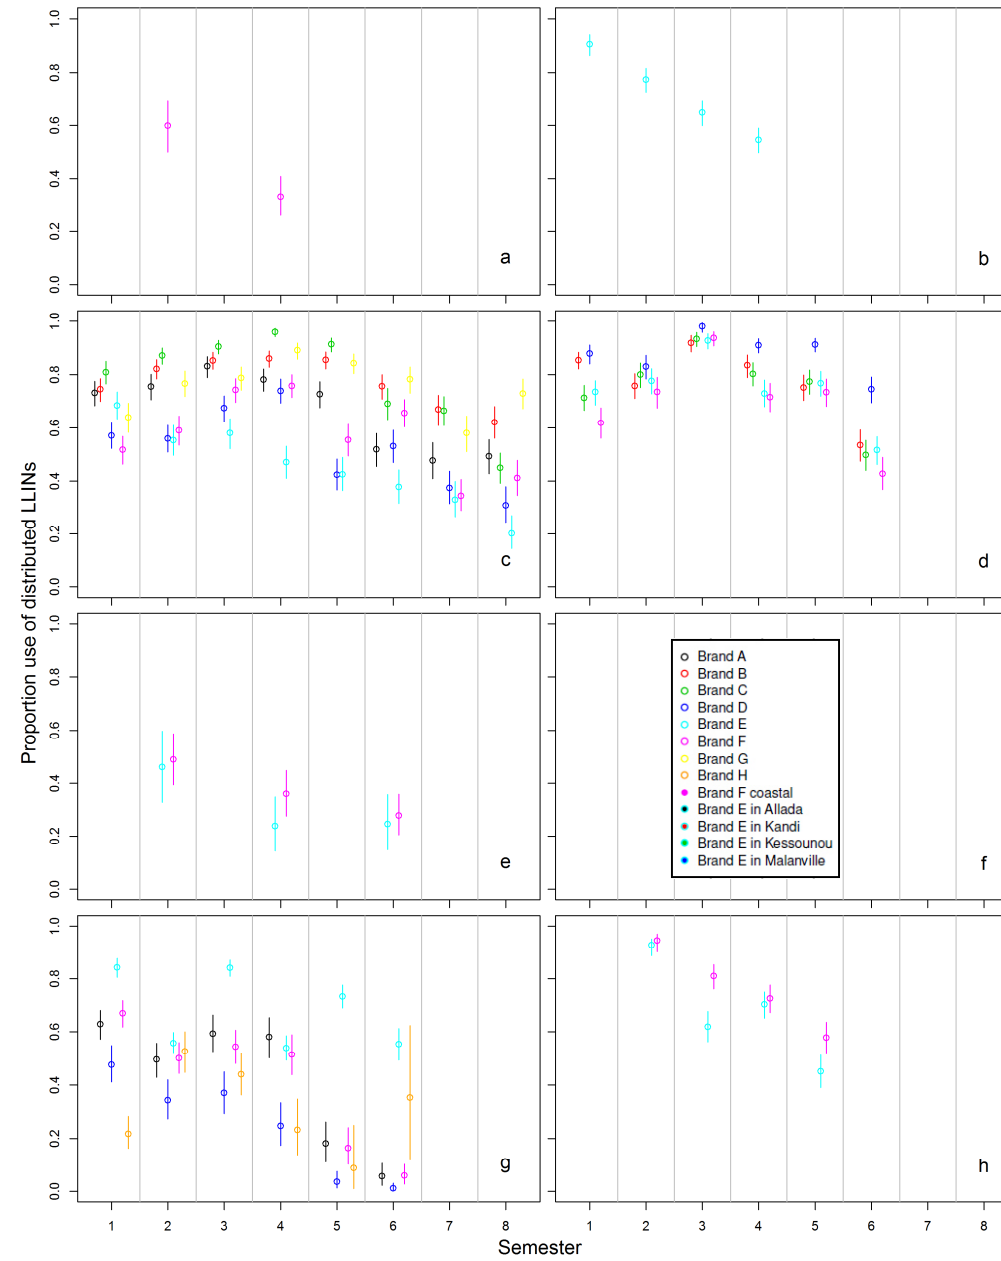 1.0
0.8
0.6
0.4
0.2
0.0
a
b
1.0
0.8
0.6
0.4
0.2
0.0
c
d
Proportion use of distributed LLINs
1.0
0.8
0.6
0.4
0.2
0.0
e
Brand A
Brand B
Brand C
Brand D
Brand E
Brand F
Brand G
Brand H
Brand F coastal
Brand E in Allada
Brand E in Kandi
Brand E in Kessounou
Brand E in Malanville
f
1.0
0.8
0.6
0.4
0.2
0.0
g
h
1 2 3 4 5 6 7 8
1 2 3 4 5 6 7 8
Semester